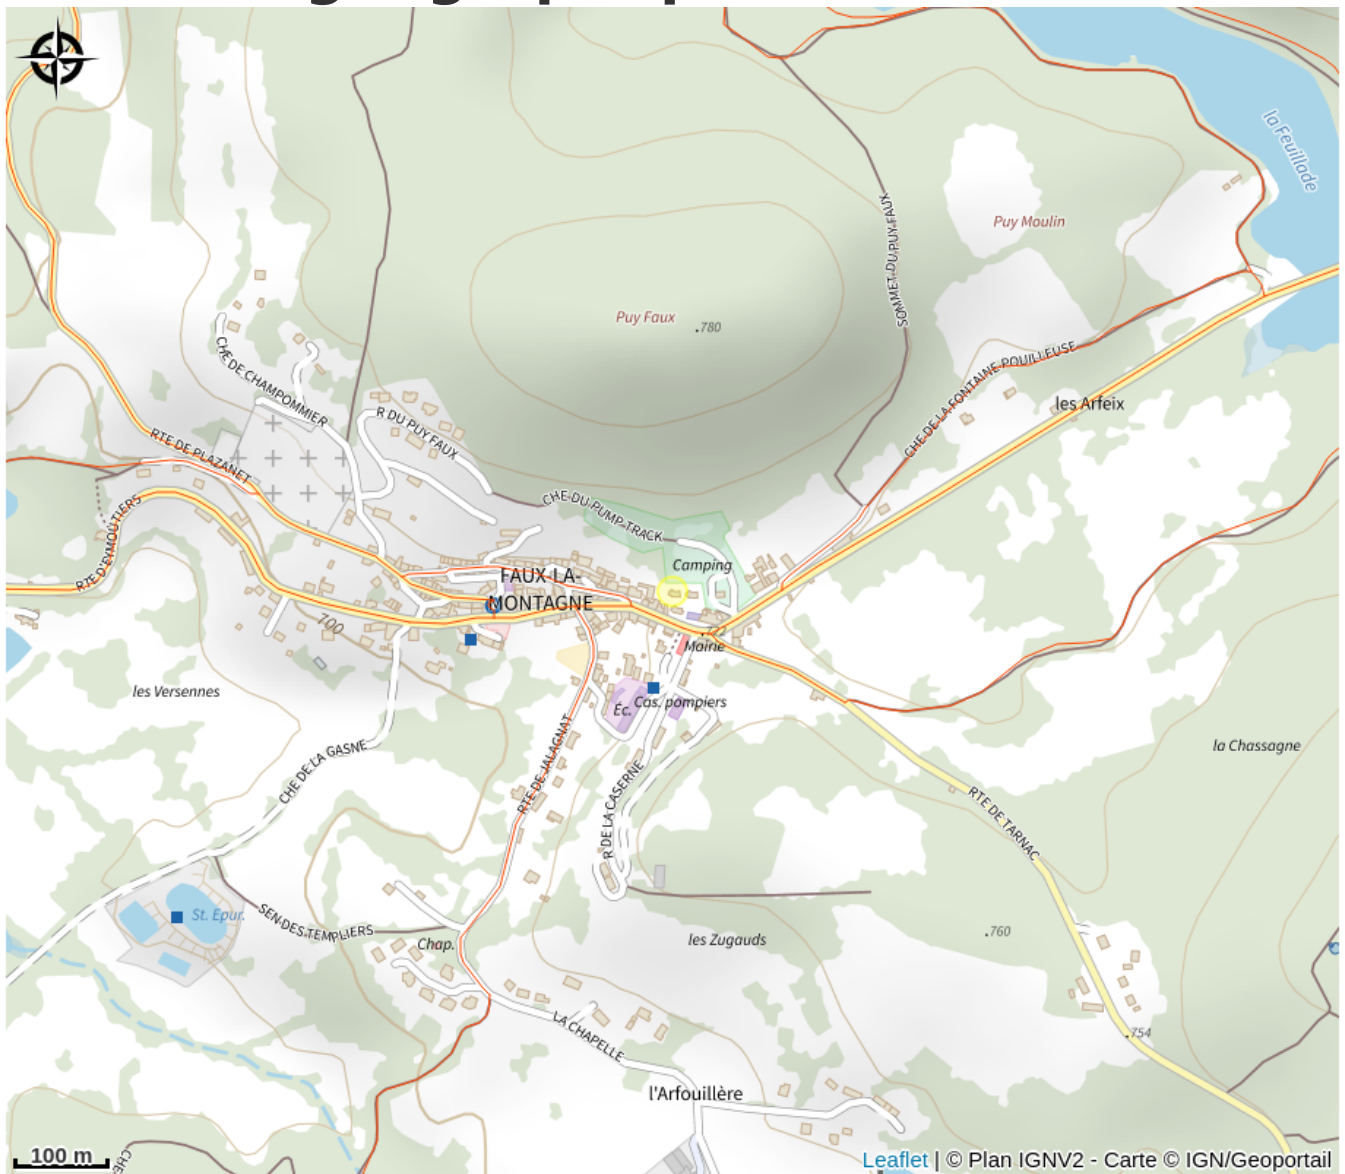 la Feuillade
SOMMET DU PUY FAUX
Puy Moulin
Puy Faux
780
CHE DE CHAMPOMMIER
CHE DE LA FONTAINE POUILLEUSE
les Arfeix
R DU PUY FAUX
RTE DE PLAZANET
RTE D'EYMOUTIERS
CHE DU PUMP TRACK
Camping
FAUX-LA-
MONTAGNE
700
Mairie
les Versennes
Éc.
Cas. pompiers
la Chassagne
CHE DE LA GASNE
RTE DE JALAGNAT
R DE LA CASERNE
RTE DE TARNAC
St. Epur.
SEN DES TEMPLIERS
Chap.
les Zugauds
760
LA CHAPELLE
754
l'Arfouillère
100 m
CHE
Leaflet | © Plan IGNV2 - Carte © IGN/Geoportail